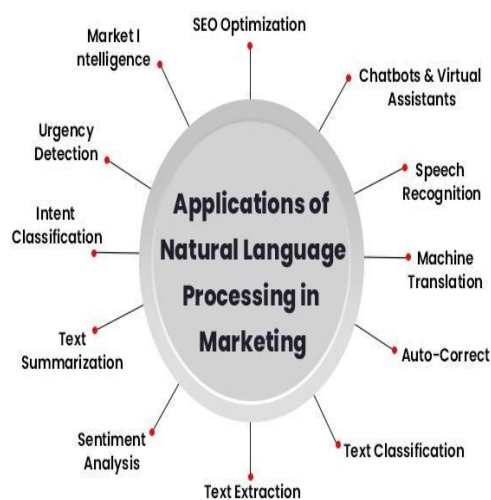 SEO Optimization
Chatbots & Virtual
Assistants
Speech
Recognition
Machine
Translation
Auto-Correct
Text Classification
Text Extraction
Sentiment
Analysis
Text
Summarization
Intent
Classification
Urgency
Detection
Market I
ntelligence
Applications of
Natural Language
Processing in
Marketing